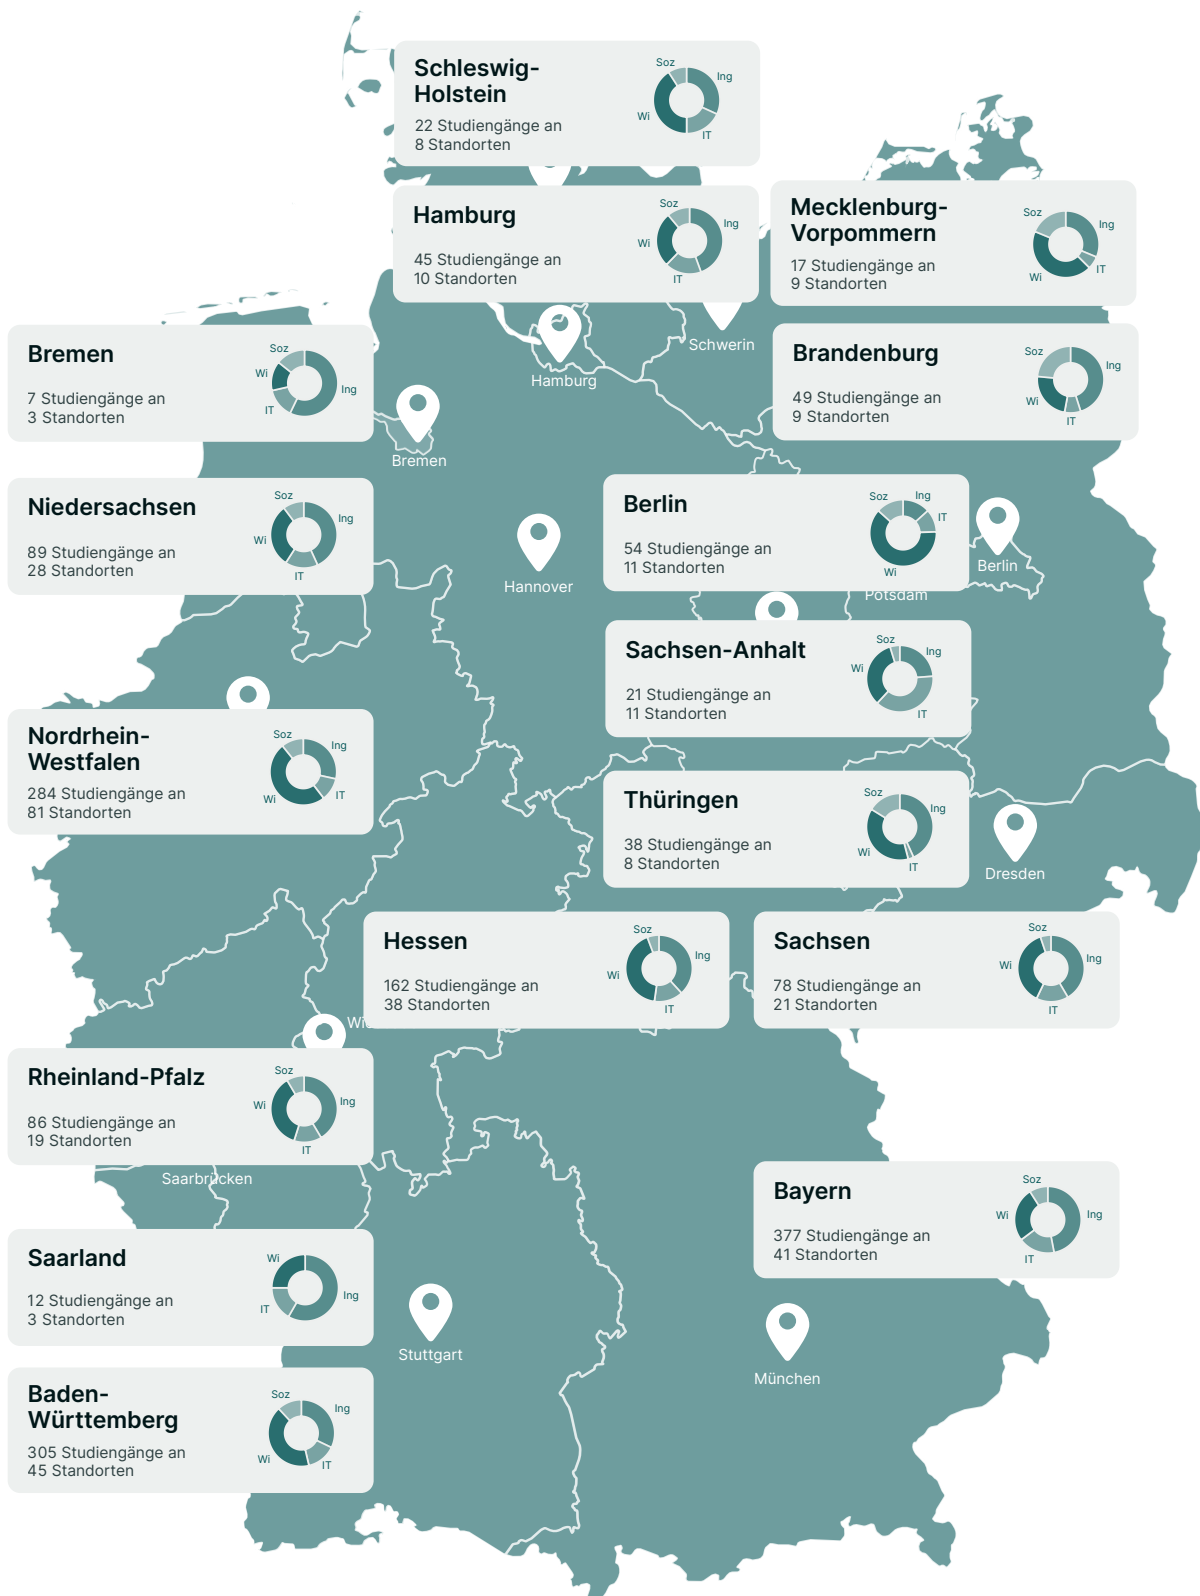 Schleswig-
Holstein
22 Studiengänge an
8 Standorten
Soz
Ing
Wi
IT
Hamburg
45 Studiengänge an
10 Standorten
Soz
Ing
Wi
IT
Mecklenburg-
Vorpommern
17 Studiengänge an
9 Standorten
Soz
Ing
IT
Wi
Schwerin
Hamburg
Bremen
7 Studiengänge an
3 Standorten
Soz
Wi
Ing
IT
Brandenburg
49 Studiengänge an
9 Standorten
Soz
Ing
Wi
IT
Bremen
Niedersachsen
89 Studiengänge an
28 Standorten
Soz
Ing
Wi
IT
Hannover
Berlin
54 Studiengänge an
11 Standorten
Soz
Ing
IT
Wi
Berlin
Potsdam
Sachsen-Anhalt
21 Studiengänge an
11 Standorten
Soz
Ing
Wi
IT
Nordrhein-
Westfalen
284 Studiengänge an
81 Standorten
Soz
Ing
Wi
IT
Thüringen
38 Studiengänge an
8 Standorten
Soz
Ing
Wi
IT
Dresden
Hessen
162 Studiengänge an
38 Standorten
Soz
Ing
Wi
IT
Sachsen
78 Studiengänge an
21 Standorten
Soz
Ing
Wi
IT
Rheinland-Pfalz
86 Studiengänge an
19 Standorten
Soz
Wi
Ing
IT
Saarbrücken
Bayern
377 Studiengänge an
41 Standorten
Soz
Wi
Ing
IT
Saarland
12 Studiengänge an
3 Standorten
Wi
Ing
IT
Stuttgart
München
Baden-
Württemberg
305 Studiengänge an
45 Standorten
Soz
Ing
Wi
IT